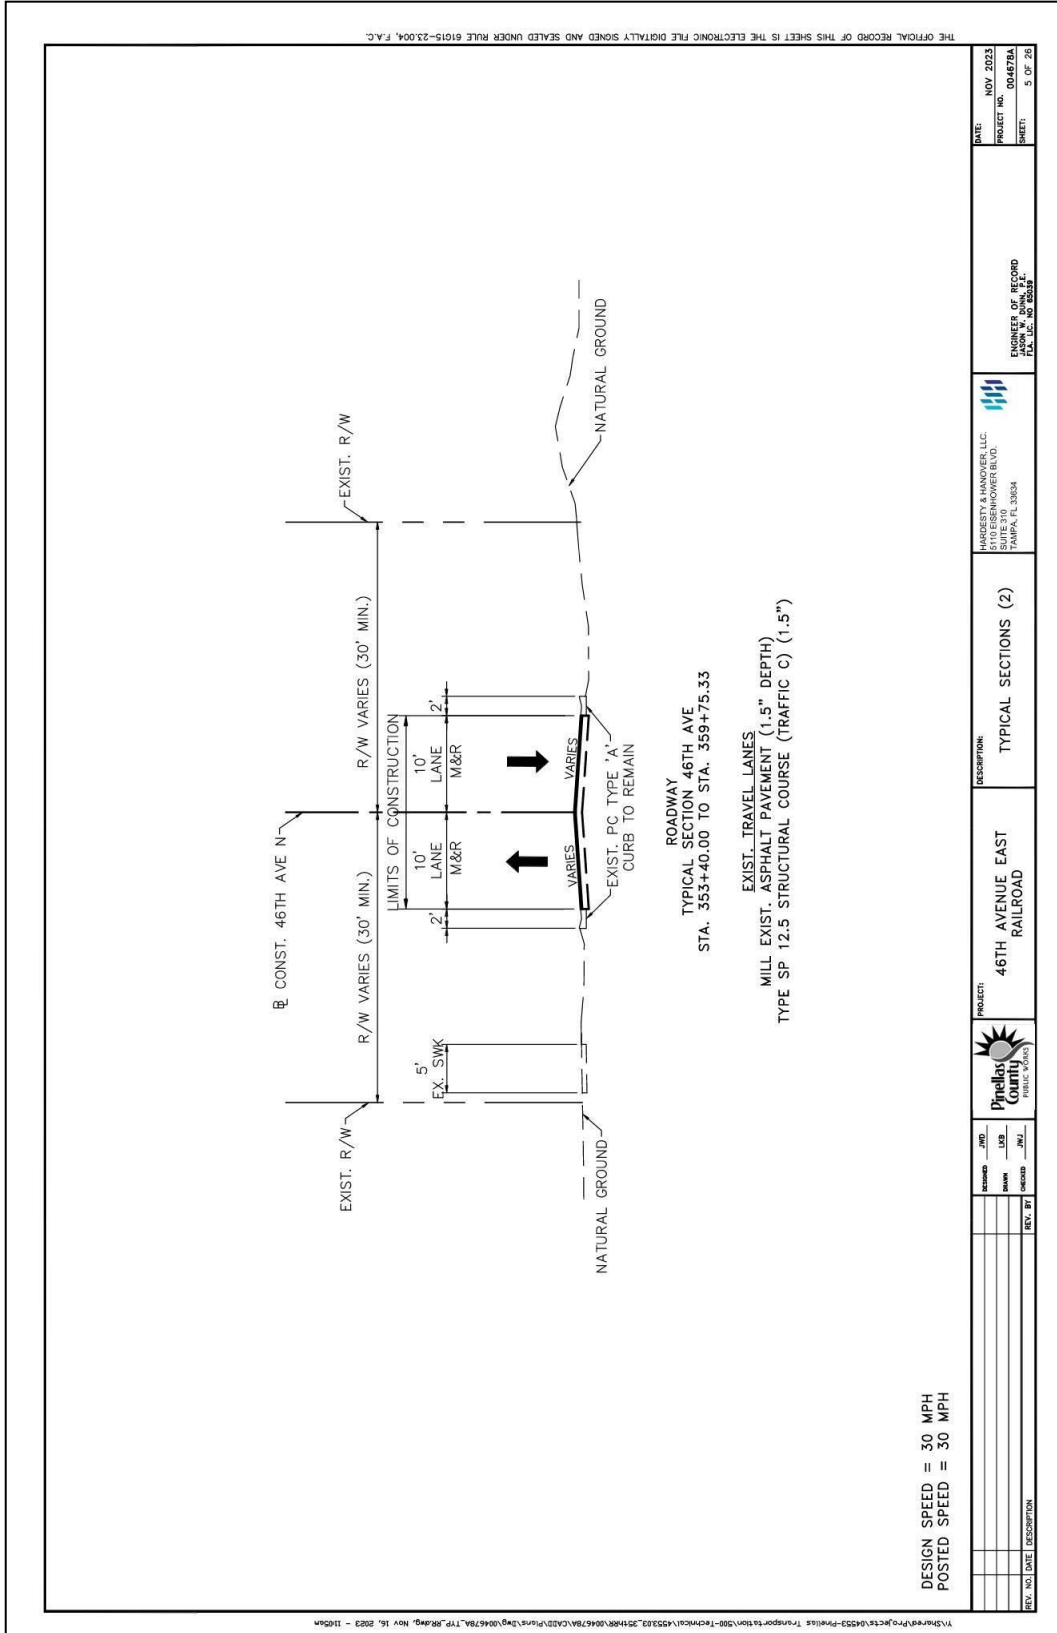 THE OFFICIAL RECORD OF THIS SHEET IS THE ELECTRONIC FILE DIGITALLY SIGNED AND SEALED UNDER RULE 61G15-23.004, F.A.C.
℄ CONST. 46TH AVE N
EXIST. R/W
EXIST. R/W
R/W VARIES (30' MIN.)
R/W VARIES (30' MIN.)
LIMITS OF CONSTRUCTION
5'
EX. SWK
2'
10'
LANE
M&R
10'
LANE
M&R
2'
VARIES
VARIES
NATURAL GROUND
EXIST. PC TYPE 'A'
CURB TO REMAIN
NATURAL GROUND
ROADWAY
TYPICAL SECTION 46TH AVE
STA. 353+40.00 TO STA. 359+75.33
EXIST. TRAVEL LANES
MILL EXIST. ASPHALT PAVEMENT (1.5" DEPTH)
TYPE SP 12.5 STRUCTURAL COURSE (TRAFFIC C) (1.5")
DESIGN SPEED = 30 MPH
POSTED SPEED = 30 MPH
REV. NO.
DATE
DESCRIPTION
REV. BY
DESIGNED JWD
DRAWN LKB
CHECKED JWJ
Pinellas
County
PUBLIC WORKS
PROJECT:
46TH AVENUE EAST
RAILROAD
DESCRIPTION:
TYPICAL SECTIONS (2)
HARDESTY & HANOVER, LLC.
5110 EISENHOWER BLVD.
SUITE 310
TAMPA, FL 33634
ENGINEER OF RECORD
JASON W. DUNN, P.E.
FLA. LIC. NO 65039
DATE:
NOV 2023
PROJECT NO.
004678A
SHEET:
5 OF 26